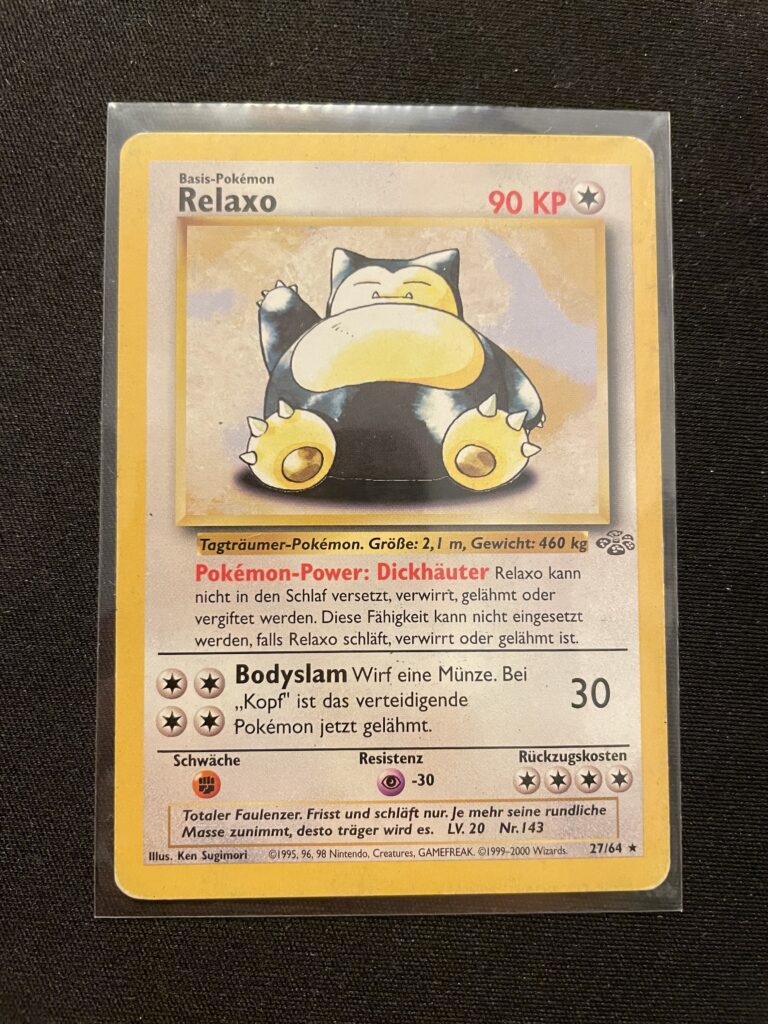 Basis-Pokémon
Relaxo
90 KP
Tagträumer-Pokémon. Größe: 2,1 m, Gewicht: 460 kg
Pokémon-Power: Dickhäuter Relaxo kann
nicht in den Schlaf versetzt, verwirrt, gelähmt oder
vergiftet werden. Diese Fähigkeit kann nicht eingesetzt
werden, falls Relaxo schläft, verwirrt oder gelähmt ist.
Bodyslam Wirf eine Münze. Bei
„Kopf" ist das verteidigende
Pokémon jetzt gelähmt.
30
Schwäche
Resistenz
-30
Rückzugskosten
Totaler Faulenzer. Frisst und schläft nur. Je mehr seine rundliche
Masse zunimmt, desto träger wird es. LV. 20 Nr.143
Illus. Ken Sugimori ©1995, 96, 98 Nintendo, Creatures, GAMEFREAK. ©1999-2000 Wizards. 27/64 ★